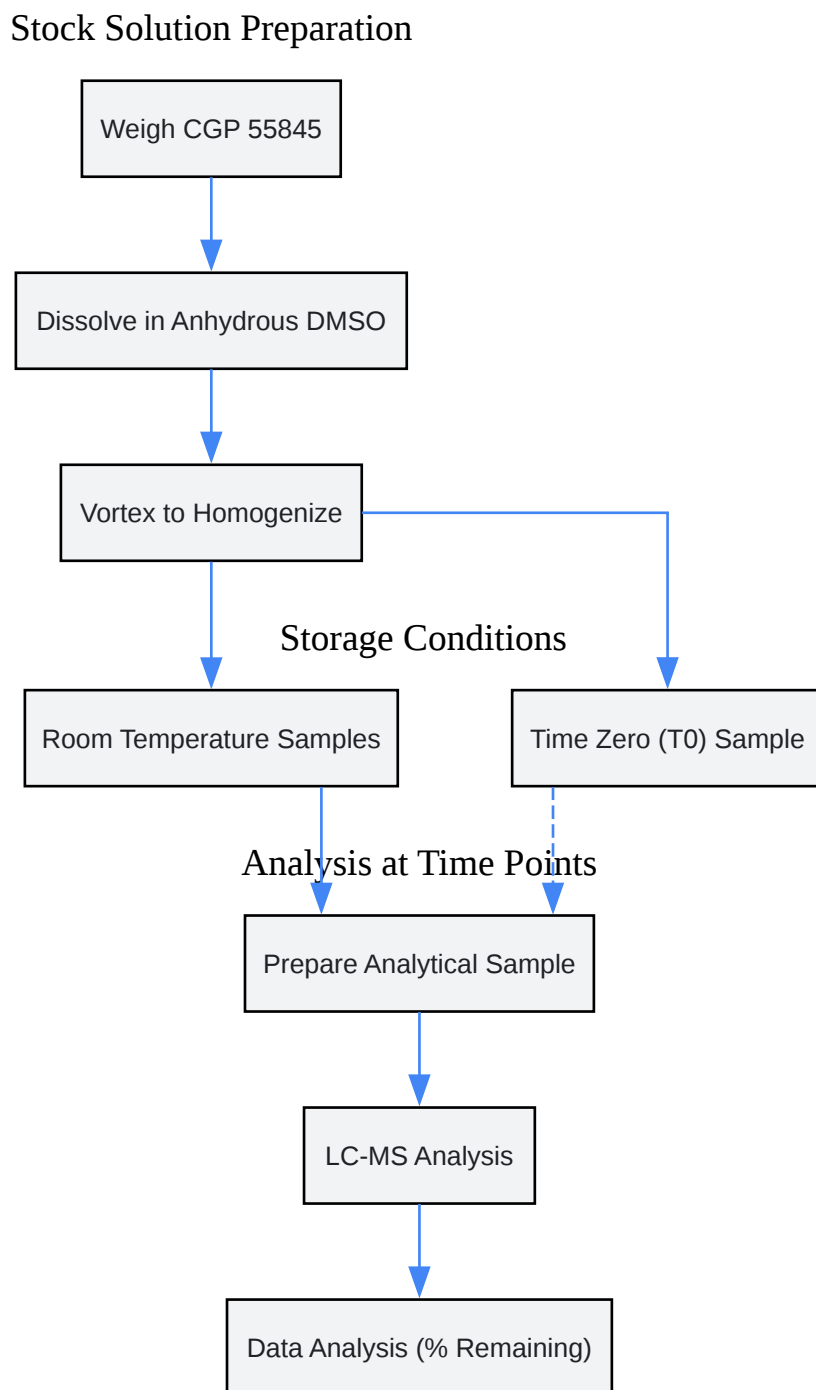 Stock Solution Preparation
Weigh CGP 55845
Dissolve in Anhydrous DMSO
Vortex to Homogenize
Storage Conditions
Room Temperature Samples
Time Zero (T0) Sample
Analysis at Time Points
Prepare Analytical Sample
LC-MS Analysis
Data Analysis (% Remaining)